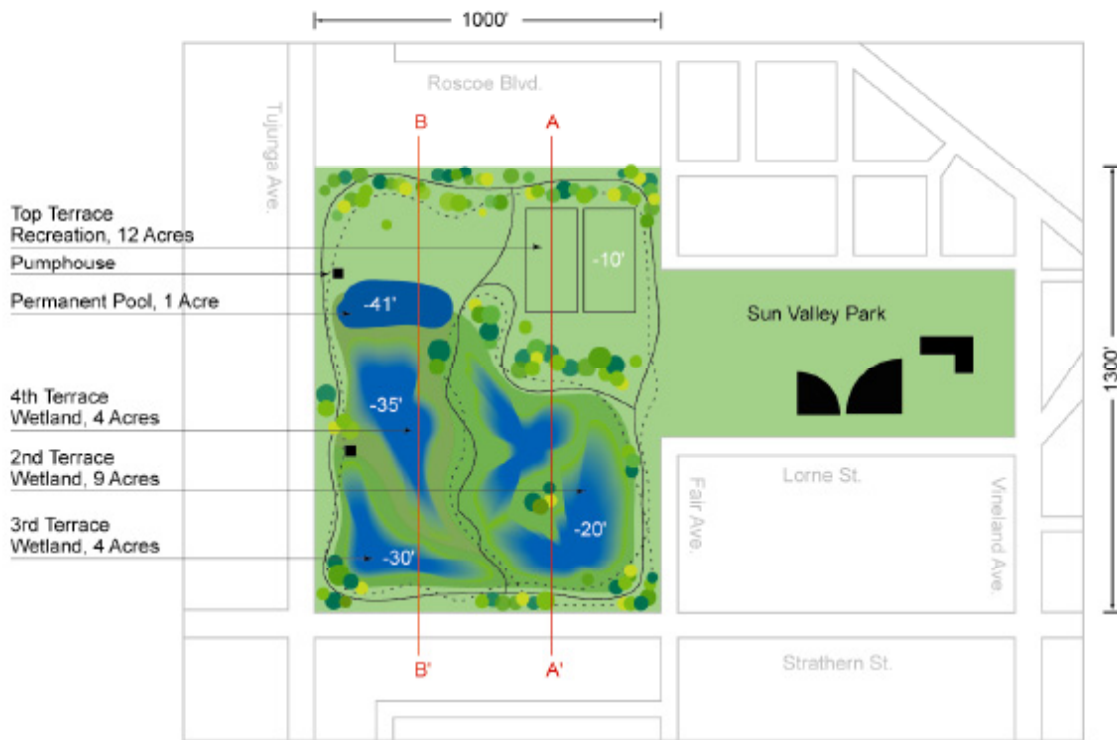 1000'
Roscoe Blvd.
Tujunga Ave.
B
A
Top Terrace
Recreation, 12 Acres
Pumphouse
Permanent Pool, 1 Acre
4th Terrace
Wetland, 4 Acres
2nd Terrace
Wetland, 9 Acres
3rd Terrace
Wetland, 4 Acres
-10'
-41'
-35'
-20'
-30'
Sun Valley Park
1300'
Lorne St.
Fair Ave.
Vineland Ave.
Strathern St.
B'
A'